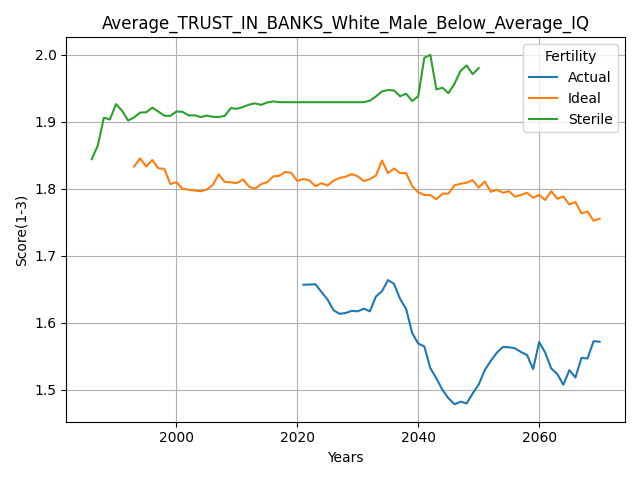 Average_TRUST_IN_BANKS_White_Male_Below_Average_IQ
Fertility
Actual
Ideal
Sterile
Score(1-3)
2.0
1.9
1.8
1.7
1.6
1.5
2000
2020
2040
2060
Years